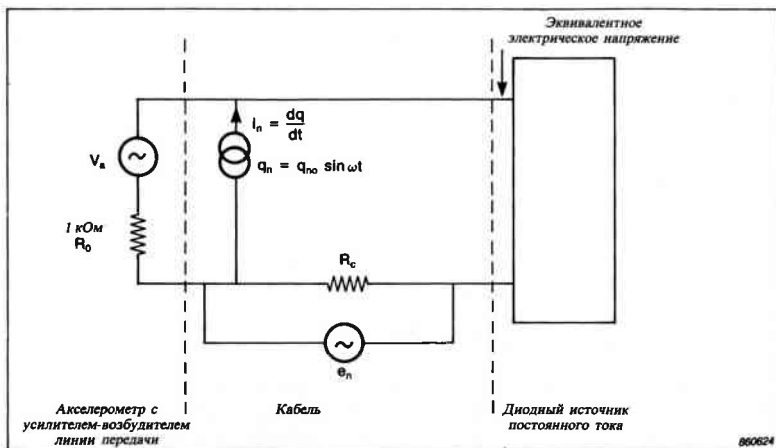 Эквивалентное
электрическое напряжение
i_n = dq/dt
V_a
q_n = q_no sin ωt
1 кОм
R_0
R_c
e_n
Акселерометр с
усилителем-возбудителем
линии передачи
Кабель
Диодный источник
постоянного тока
860624